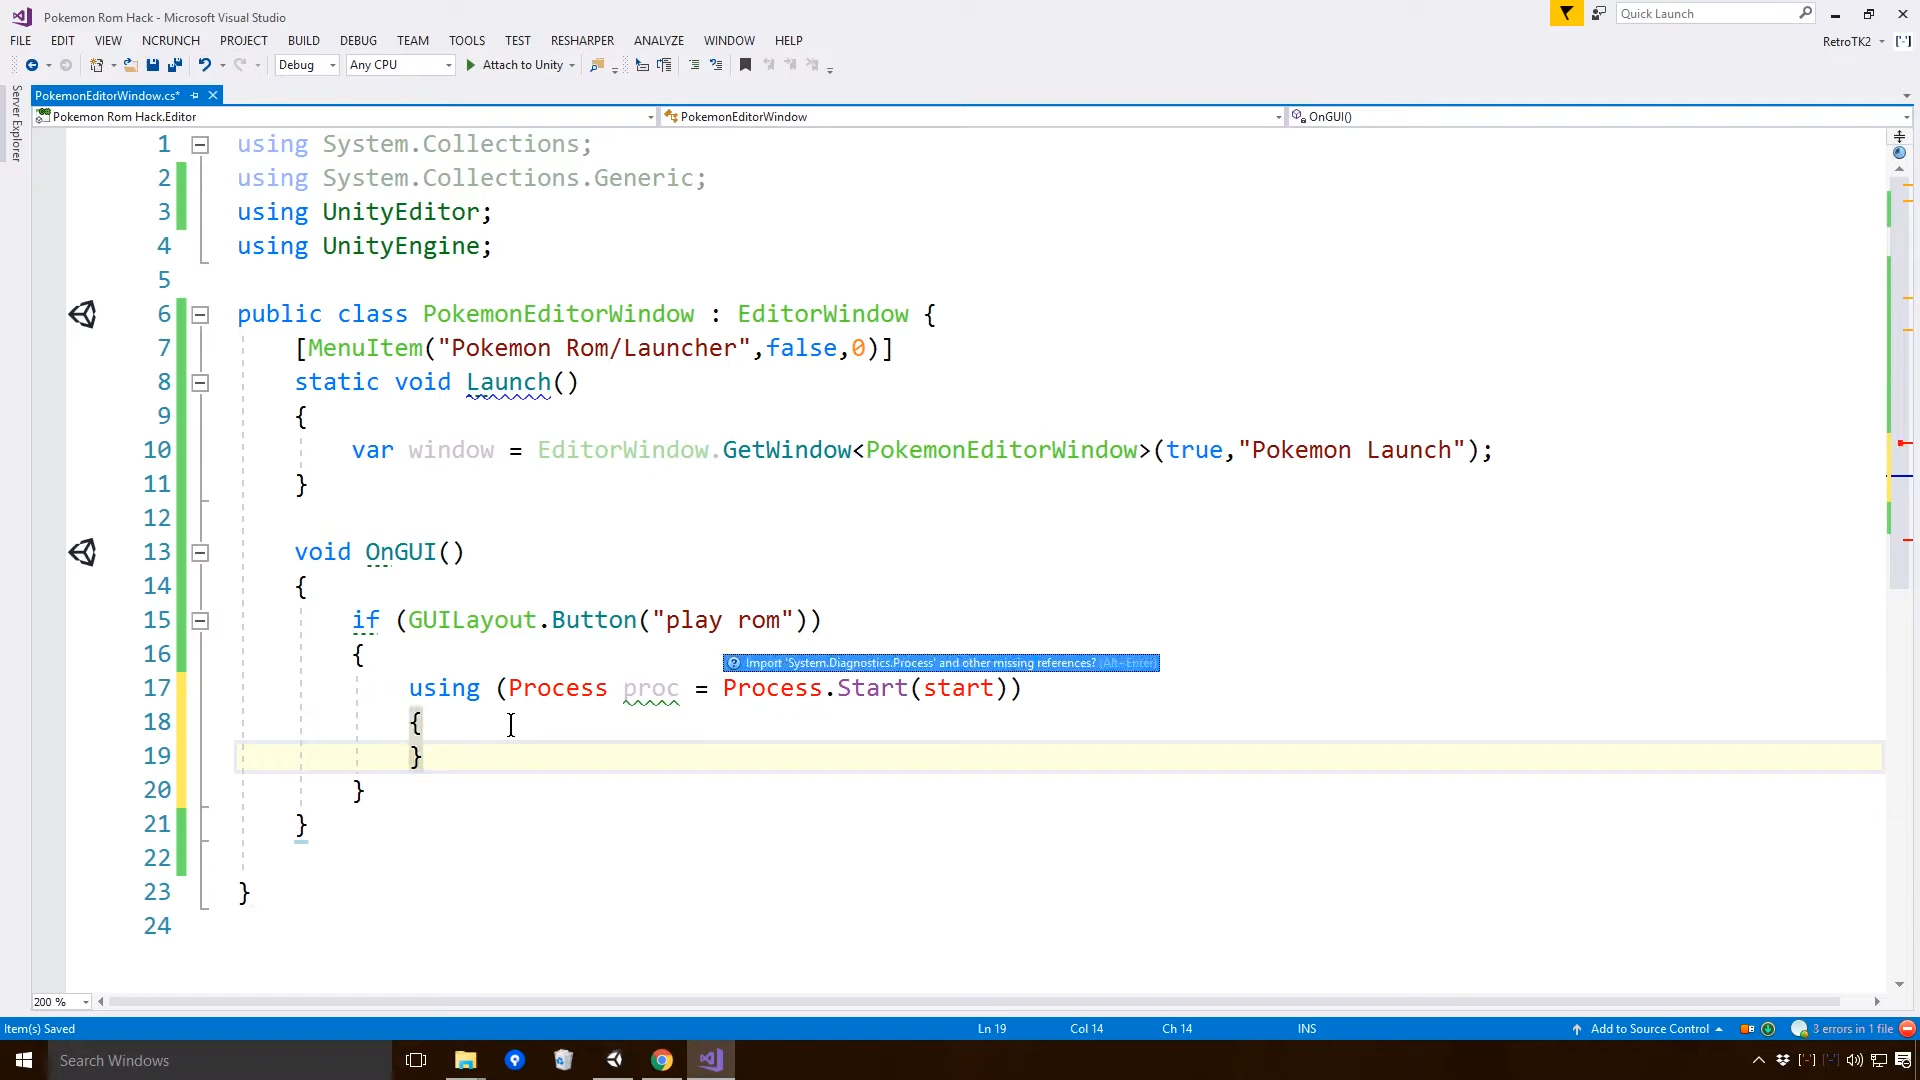 Pokemon Rom Hack - Microsoft Visual Studio
Quick Launch
FILE EDIT VIEW NCRUNCH PROJECT BUILD DEBUG TEAM TOOLS TEST RESHARPER ANALYZE WINDOW HELP
RetroTK2
Debug Any CPU Attach to Unity
Server Explorer
PokemonEditorWindow.cs*
Pokemon Rom Hack.Editor PokemonEditorWindow OnGUI()
1 using System.Collections;
2 using System.Collections.Generic;
3 using UnityEditor;
4 using UnityEngine;
5
6 public class PokemonEditorWindow : EditorWindow {
7 [MenuItem("Pokemon Rom/Launcher",false,0)]
8 static void Launch()
9 {
10 var window = EditorWindow.GetWindow<PokemonEditorWindow>(true,"Pokemon Launch");
11 }
12
13 void OnGUI()
14 {
15 if (GUILayout.Button("play rom"))
16 {
Import 'System.Diagnostics.Process' and other missing references? (Alt+Enter)
17 using (Process proc = Process.Start(start))
18 {
19 }
20 }
21 }
22
23 }
24
200 %
Item(s) Saved Ln 19 Col 14 Ch 14 INS Add to Source Control 3 errors in 1 file
Search Windows